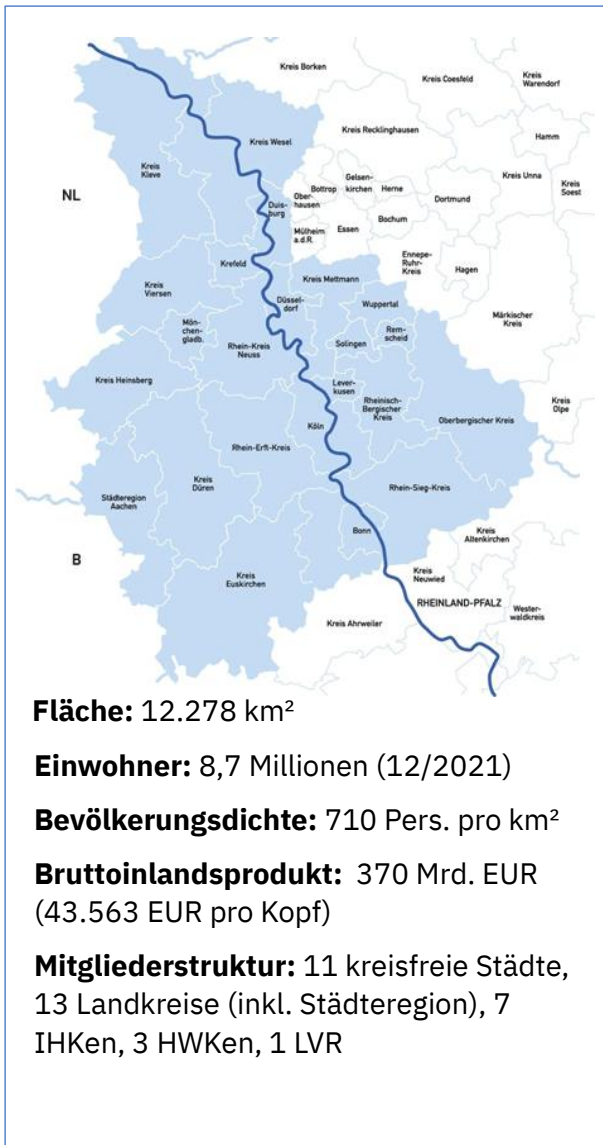 Kreis Borken
Kreis Coesfeld
Kreis
Warendorf
Kreis Wesel
Kreis Recklinghausen
Hamm
Kreis
Kleve
Gelsen-
kirchen
Kreis Unna
Kreis
Soest
NL
Duis-
burg
Ober-
hausen
Bottrop
Herne
Dortmund
Mülheim
a.d.R.
Essen
Bochum
Krefeld
Kreis Mettmann
Ennepe-
Ruhr-
Kreis
Hagen
Kreis
Viersen
Düssel-
dorf
Wuppertal
Märkischer
Kreis
Mön-
chen-
gladb.
Rhein-Kreis
Neuss
Solingen
Rem-
scheid
Kreis Heinsberg
Lever-
kusen
Rheinisch-
Bergischer
Kreis
Kreis
Olpe
Köln
Oberbergischer Kreis
Rhein-Erft-Kreis
Kreis
Düren
Rhein-Sieg-Kreis
Städteregion
Aachen
Bonn
Kreis
Altenkirchen
B
Kreis
Euskirchen
Kreis
Neuwied
RHEINLAND-PFALZ
Wester-
waldkreis
Kreis Ahrweiler
Fläche: 12.278 km²
Einwohner: 8,7 Millionen (12/2021)
Bevölkerungsdichte: 710 Pers. pro km²
Bruttoinlandsprodukt: 370 Mrd. EUR
(43.563 EUR pro Kopf)
Mitgliederstruktur: 11 kreisfreie Städte,
13 Landkreise (inkl. Städteregion), 7
IHKen, 3 HWKen, 1 LVR